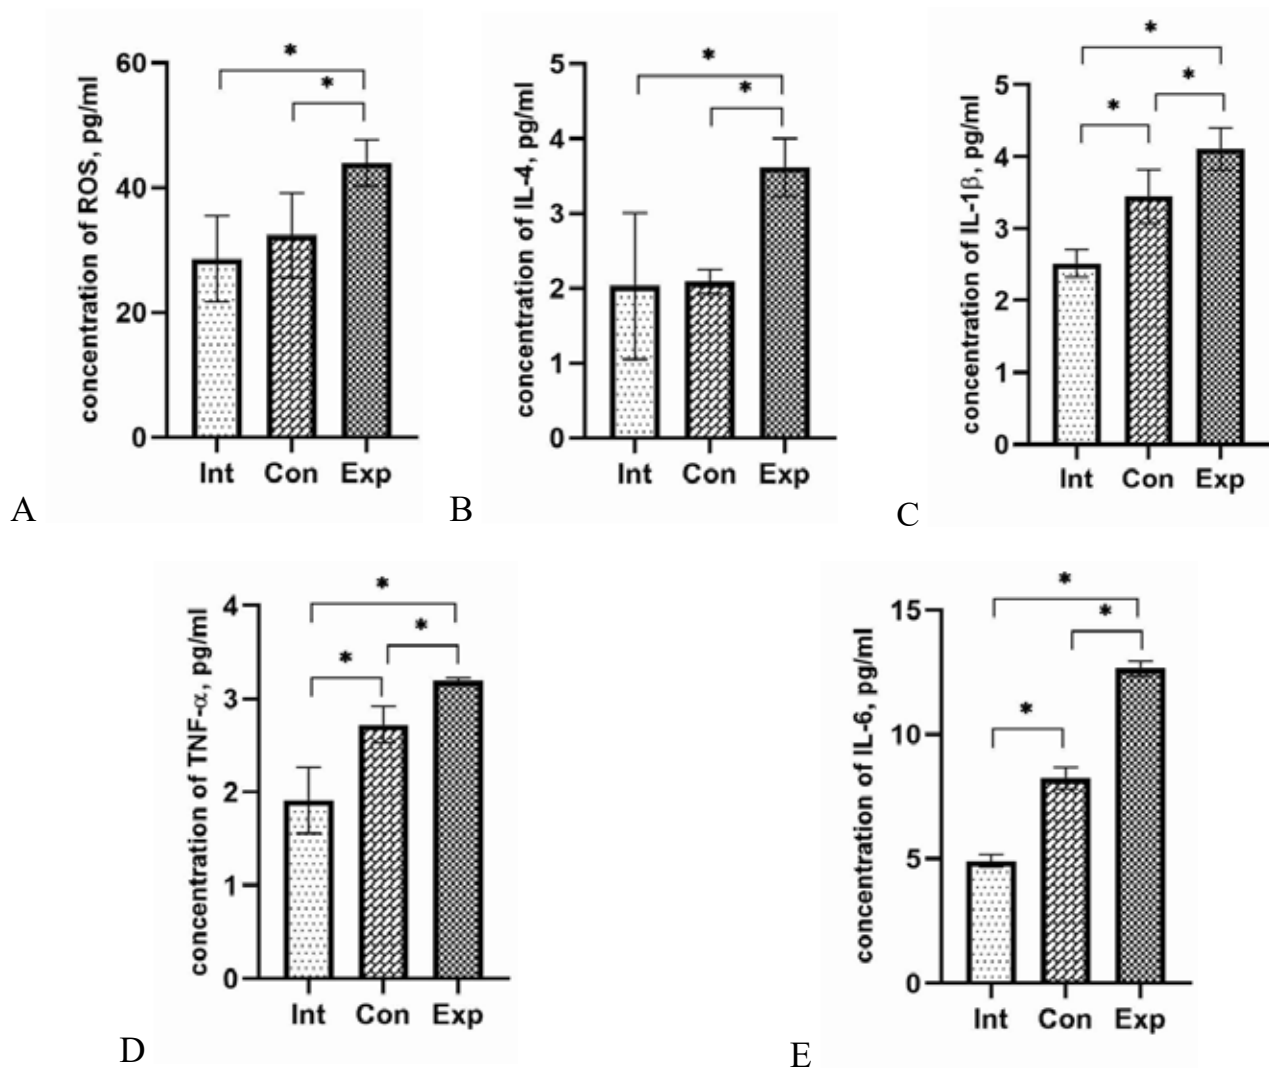 concentration of ROS, pg/ml
60
40
20
0
*
*
Int Con Exp
A
concentration of IL-4, pg/ml
5
4
3
2
1
0
*
*
Int Con Exp
B
concentration of IL-1β, pg/ml
5
4
3
2
1
0
*
*
*
Int Con Exp
C
concentration of TNF-α, pg/ml
4
3
2
1
0
*
*
*
Int Con Exp
D
concentration of IL-6, pg/ml
15
10
5
0
*
*
*
Int Con Exp
E